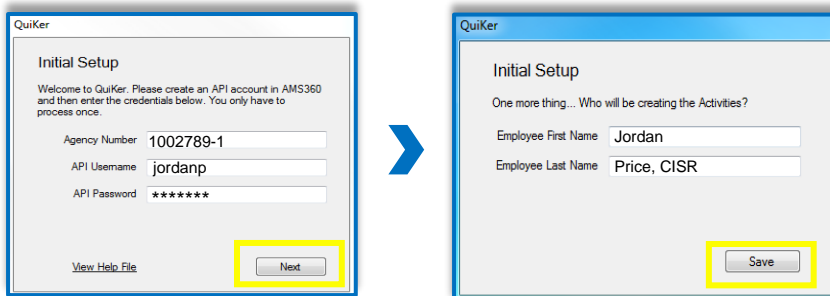 QuiKer
Initial Setup
Welcome to QuiKer. Please create an API account in AMS360
and then enter the credentials below. You only have to
process once.
Agency Number 1002789-1
API Username jordanp
API Password *******
View Help File Next
QuiKer
Initial Setup
One more thing... Who will be creating the Activities?
Employee First Name Jordan
Employee Last Name Price, CISR
Save